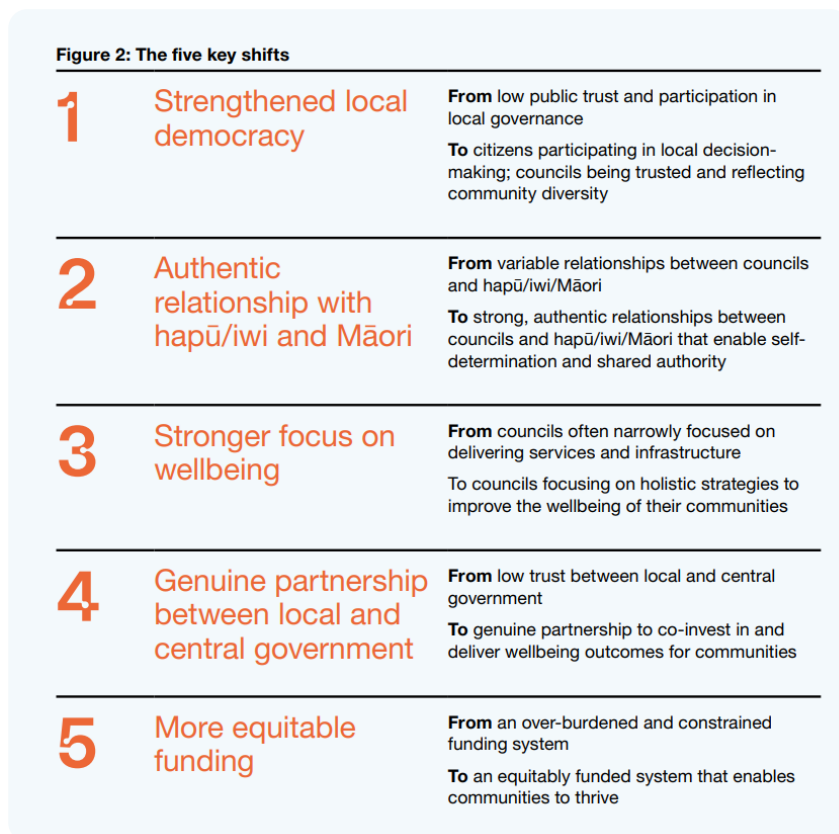 Figure 2: The five key shifts
1
Strengthened local
democracy
From low public trust and participation in
local governance
To citizens participating in local decision-
making; councils being trusted and reflecting
community diversity
2
Authentic
relationship with
hapū/iwi and Māori
From variable relationships between councils
and hapū/iwi/Māori
To strong, authentic relationships between
councils and hapū/iwi/Māori that enable self-
determination and shared authority
3
Stronger focus on
wellbeing
From councils often narrowly focused on
delivering services and infrastructure
To councils focusing on holistic strategies to
improve the wellbeing of their communities
4
Genuine partnership
between local and
central government
From low trust between local and central
government
To genuine partnership to co-invest in and
deliver wellbeing outcomes for communities
5
More equitable
funding
From an over-burdened and constrained
funding system
To an equitably funded system that enables
communities to thrive